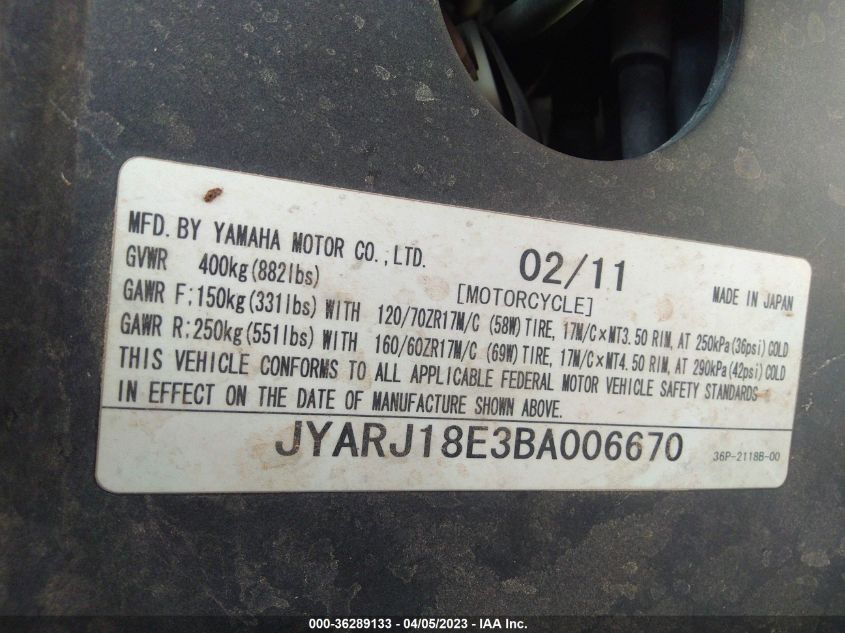 MFD. BY YAMAHA MOTOR CO., LTD. 02/11
GVWR 400kg(882lbs) [MOTORCYCLE] MADE IN JAPAN
GAWR F:150kg(331lbs) WITH 120/70ZR17M/C (58W) TIRE, 17M/C×MT3.50 RIM, AT 250kPa(36psi) COLD
GAWR R:250kg(551lbs) WITH 160/60ZR17M/C (69W) TIRE, 17M/C×MT4.50 RIM, AT 290kPa(42psi) COLD
THIS VEHICLE CONFORMS TO ALL APPLICABLE FEDERAL MOTOR VEHICLE SAFETY STANDARDS
IN EFFECT ON THE DATE OF MANUFACTURE SHOWN ABOVE.
JYARJ18E3BA006670 36P-2118B-00
000-36289133 - 04/05/2023 - IAA Inc.